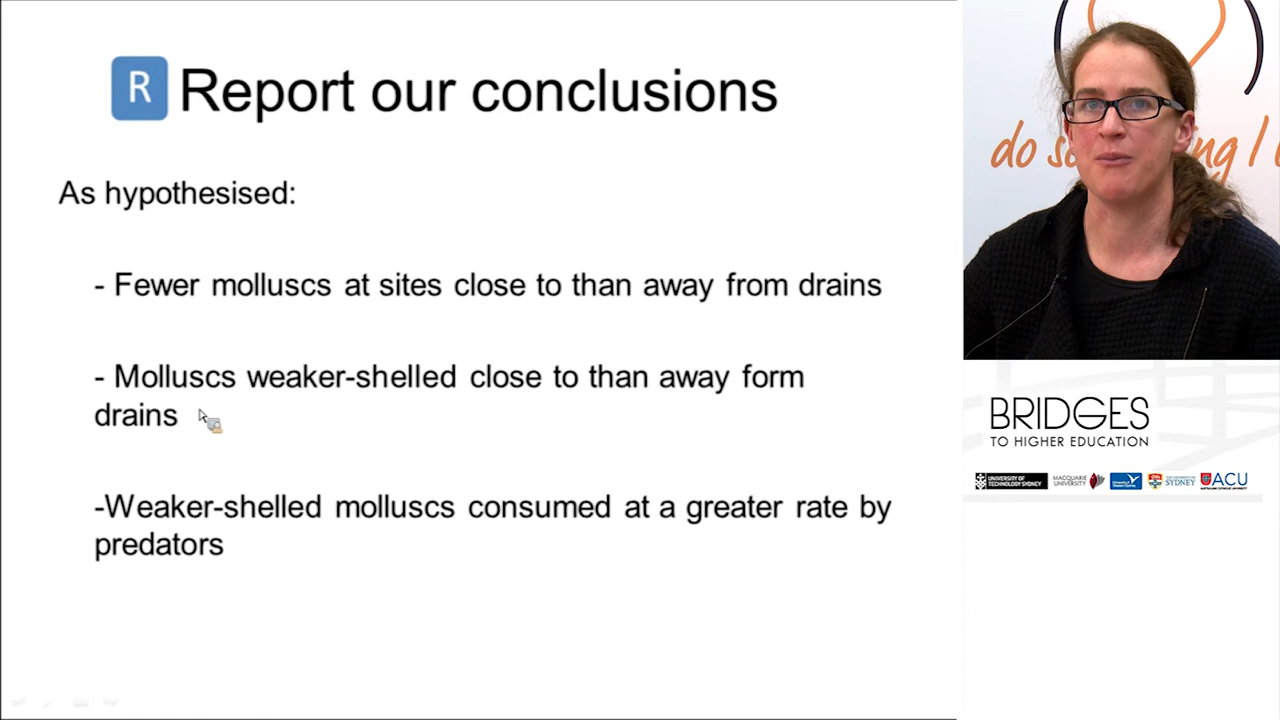 R Report our conclusions
As hypothesised:
- Fewer molluscs at sites close to than away from drains
- Molluscs weaker-shelled close to than away form
drains
-Weaker-shelled molluscs consumed at a greater rate by
predators
do so
ng I
BRIDGES
TO HIGHER EDUCATION
UNIVERSITY OF
TECHNOLOGY SYDNEY
MACQUARIE
UNIVERSITY
SYDNEY
ACU